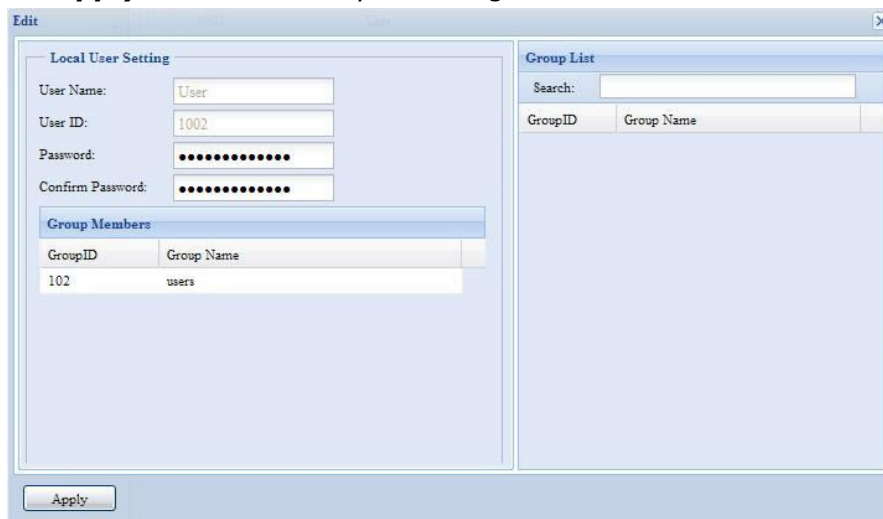 Edit
Local User Setting
User Name: User
User ID: 1002
Password: •••••••••••••
Confirm Password: •••••••••••••
Group Members
GroupID Group Name
102 users
Group List
Search:
GroupID Group Name
Apply